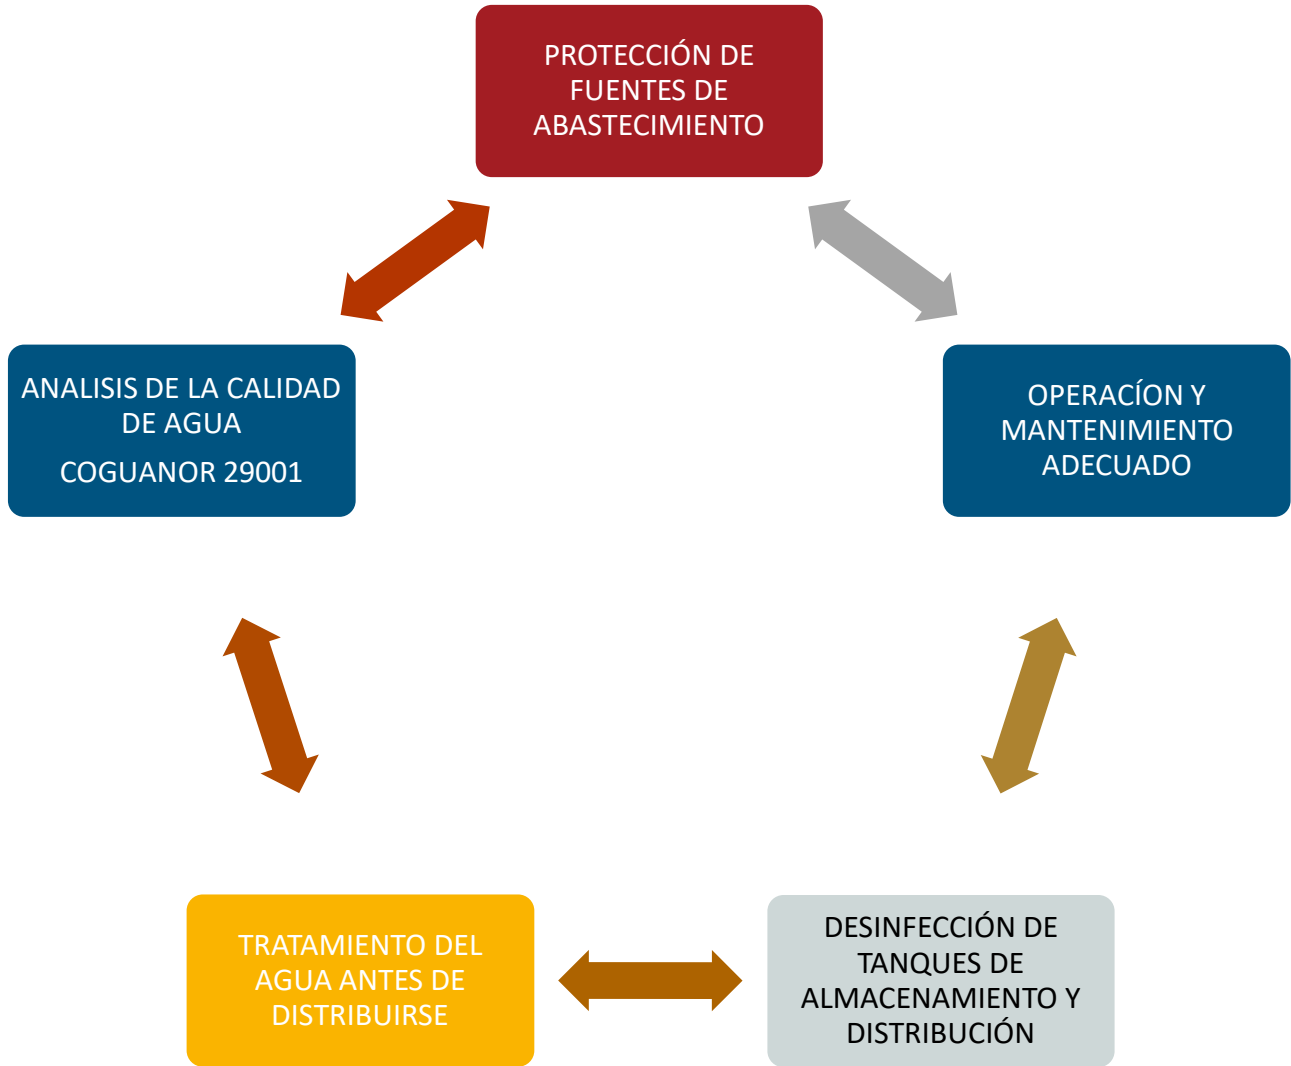 PROTECCIÓN DE
FUENTES DE
ABASTECIMIENTO
ANALISIS DE LA CALIDAD
DE AGUA
COGUANOR 29001
OPERACÍON Y
MANTENIMIENTO
ADECUADO
TRATAMIENTO DEL
AGUA ANTES DE
DISTRIBUIRSE
DESINFECCIÓN DE
TANQUES DE
ALMACENAMIENTO Y
DISTRIBUCIÓN